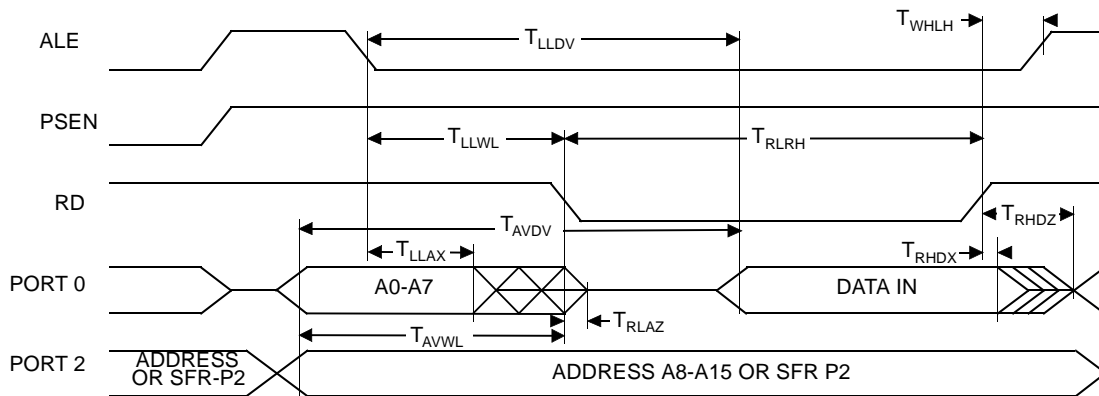 ALE
T_LLDV
T_WHLH
PSEN
T_LLWL
T_RLRH
RD
T_AVDV
T_RHDZ
T_LLAX
T_RHDX
PORT 0
A0-A7
DATA IN
T_RLAZ
T_AVWL
PORT 2
ADDRESS
OR SFR-P2
ADDRESS A8-A15 OR SFR P2